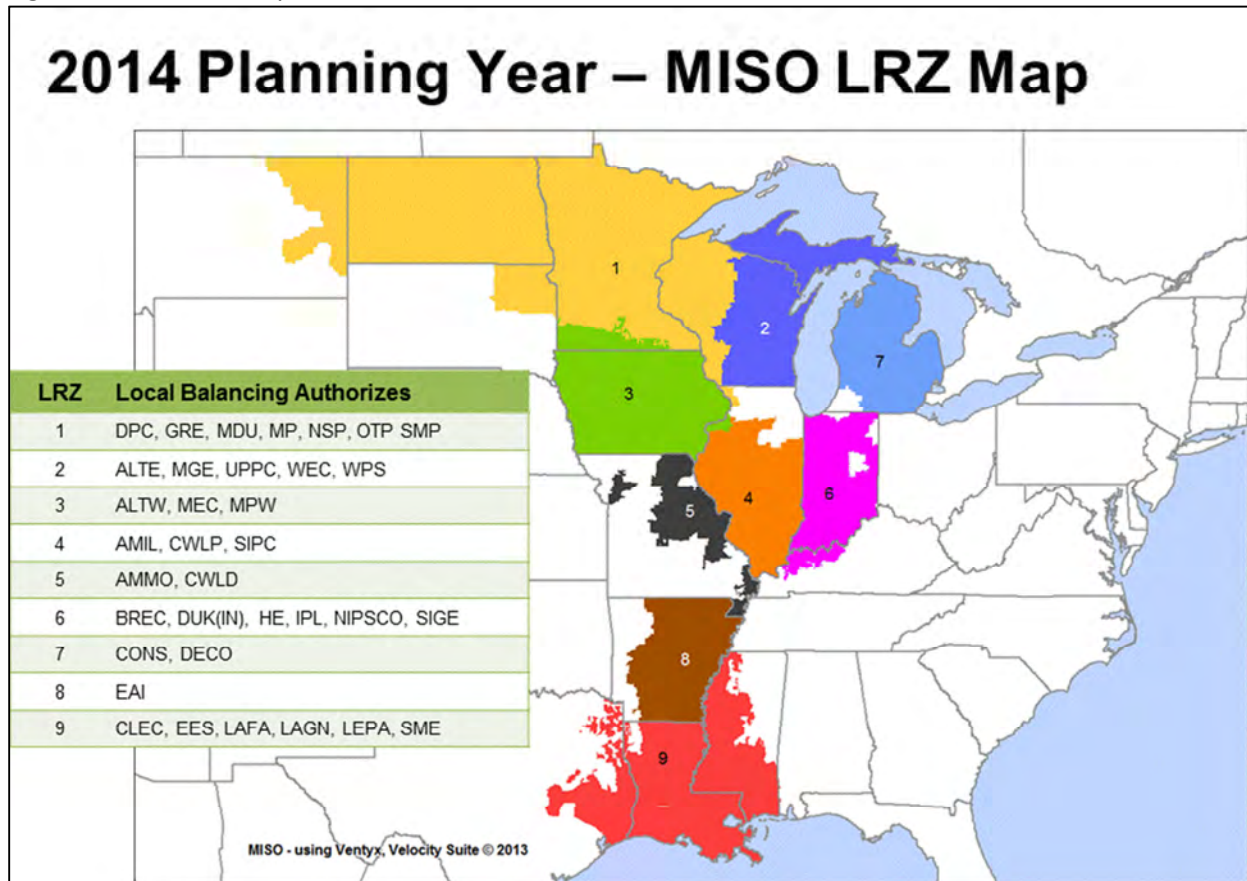 2014 Planning Year – MISO LRZ Map
LRZ Local Balancing Authorizes
1 DPC, GRE, MDU, MP, NSP, OTP SMP
2 ALTE, MGE, UPPC, WEC, WPS
3 ALTW, MEC, MPW
4 AMIL, CWLP, SIPC
5 AMMO, CWLD
6 BREC, DUK(IN), HE, IPL, NIPSCO, SIGE
7 CONS, DECO
8 EAI
9 CLEC, EES, LAFA, LAGN, LEPA, SME
1
2
7
3
4
6
5
8
9
MISO - using Ventyx, Velocity Suite © 2013